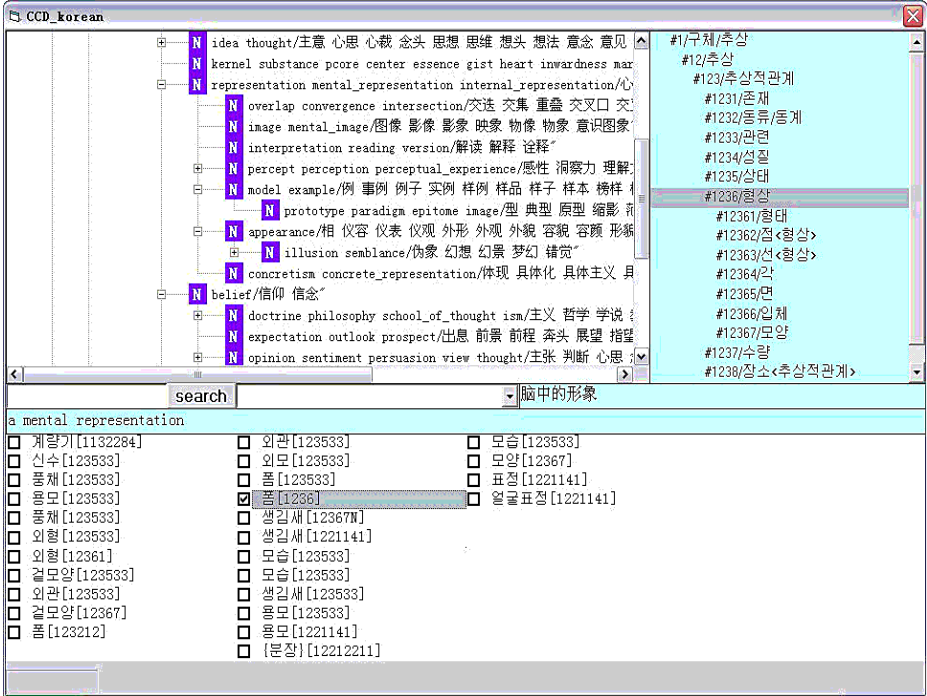 CCD_korean
idea thought/主意 心思 心裁 念头 思想 思维 想头 想法 意念 意见
kernel substance pcore center essence gist heart inwardness mar
representation mental_representation internal_representation/心
overlap convergence intersection/交迭 交集 重叠 交叉口
image mental_image/图像 影像 影象 映象 物像 物象 意识图象
interpretation reading version/解读 解释 诠释"
percept perception perceptual_experience/感性 洞察力 理解
model example/例 事例 例子 实例 样例 样品 样子 样本 榜样
prototype paradigm epitome image/型 典型 原型 缩影
appearance/相 仪容 仪表 仪观 外形 外观 外貌 容貌 容颜 形貌
illusion semblance/伪象 幻想 幻景 梦幻 错觉"
concretism concrete_representation/体现 具体化 具体主义 具
belief/信仰 信念"
doctrine philosophy school_of_thought ism/主义 哲学 学说
expectation outlook prospect/出息 前景 前程 奔头 展望 指望
opinion sentiment persuasion view thought/主张 判断 心思
#1/구체/추상
#12/추상
#123/추상적관계
#1231/존재
#1232/동류/동계
#1233/관련
#1234/성질
#1235/상태
#1236/형상
#12361/형태
#12362/점<형상>
#12363/선<형상>
#12364/각
#12365/면
#12366/입체
#12367/모양
#1237/수량
#1238/장소<추상적관계>
search
脑中的形象
a mental representation
계량기[1132284]
신수[123533]
풍채[123533]
용모[123533]
풍채[123533]
외형[123533]
외형[12361]
겉모양[123533]
외관[123533]
겉모양[12367]
폼[123212]
외관[123533]
외모[123533]
폼[123533]
폼[1236]
생김새[12367N]
생김새[1221141]
모습[123533]
모습[123533]
생김새[123533]
용모[123533]
용모[1221141]
{분장}[12212211]
모습[123533]
모양[12367]
표정[1221141]
얼굴표정[1221141]